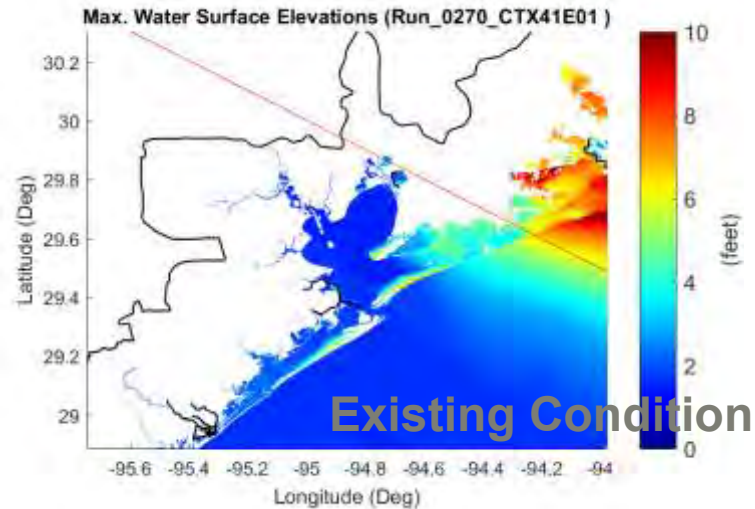 Max. Water Surface Elevations (Run_0270_CTX41E01 )
30.2
30
29.8
29.6
29.4
29.2
29
Latitude (Deg)
-95.6 -95.4 -95.2 -95 -94.8 -94.6 -94.4 -94.2 -94
Longitude (Deg)
10
8
6
4
2
0
(feet)
Existing Condition